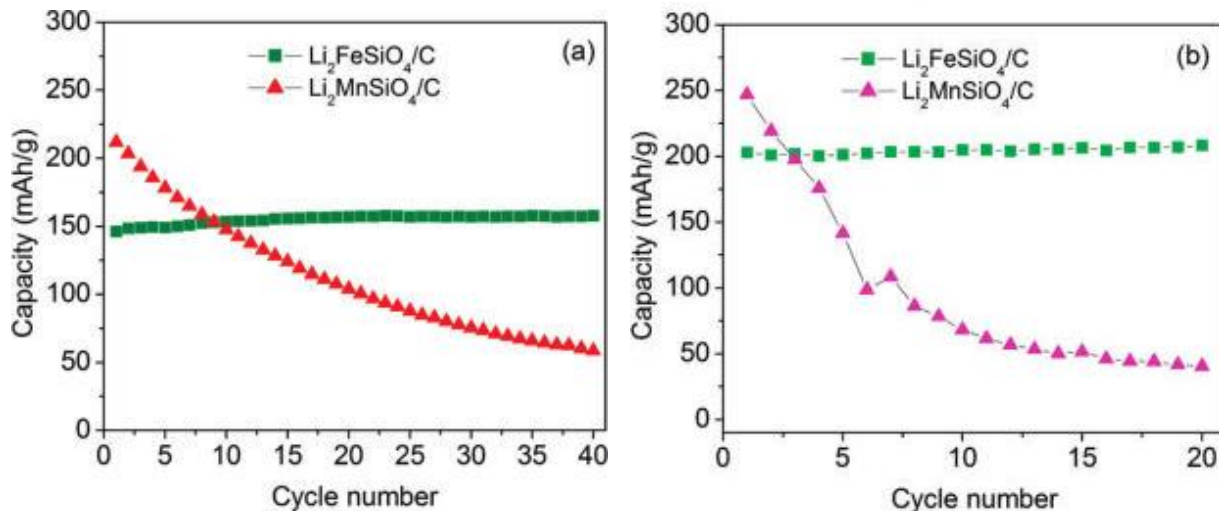 (a)
Li₂FeSiO₄/C
Li₂MnSiO₄/C
Capacity (mAh/g)
300
250
200
150
100
50
0
0 5 10 15 20 25 30 35 40
Cycle number
(b)
Li₂FeSiO₄/C
Li₂MnSiO₄/C
Capacity (mAh/g)
300
250
200
150
100
50
0
0 5 10 15 20
Cycle number